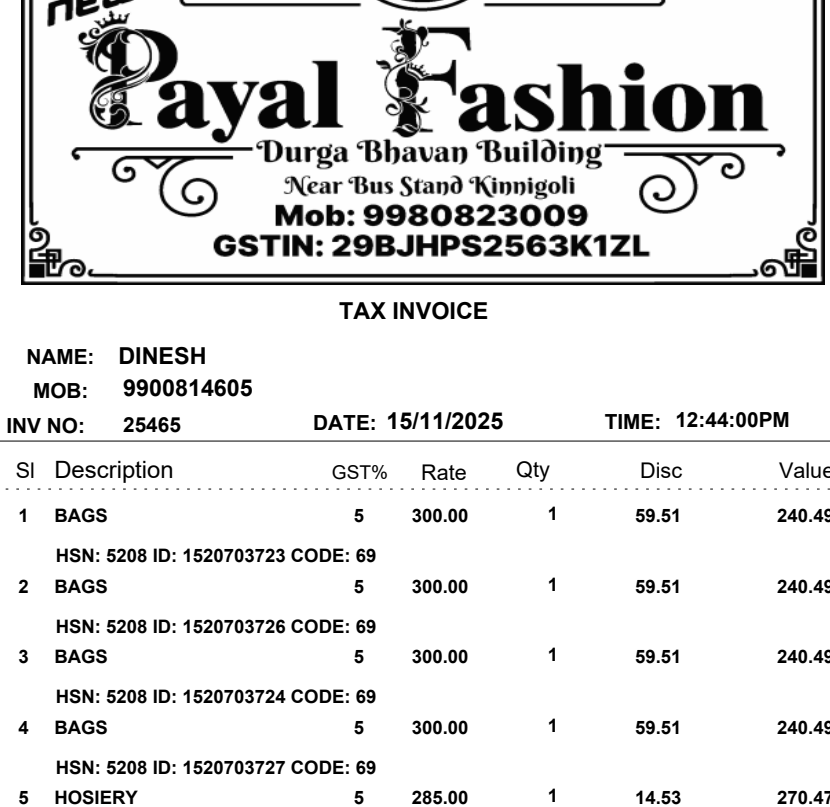 new
Payal Fashion
Durga Bhavan Building
Near Bus Stand Kinnigoli
Mob: 9980823009
GSTIN: 29BJHPS2563K1ZL
TAX INVOICE
NAME: DINESH
MOB: 9900814605
INV NO: 25465 DATE: 15/11/2025 TIME: 12:44:00PM
Sl Description GST% Rate Qty Disc Value
1 BAGS 5 300.00 1 59.51 240.49
HSN: 5208 ID: 1520703723 CODE: 69
2 BAGS 5 300.00 1 59.51 240.49
HSN: 5208 ID: 1520703726 CODE: 69
3 BAGS 5 300.00 1 59.51 240.49
HSN: 5208 ID: 1520703724 CODE: 69
4 BAGS 5 300.00 1 59.51 240.49
HSN: 5208 ID: 1520703727 CODE: 69
5 HOSIERY 5 285.00 1 14.53 270.47